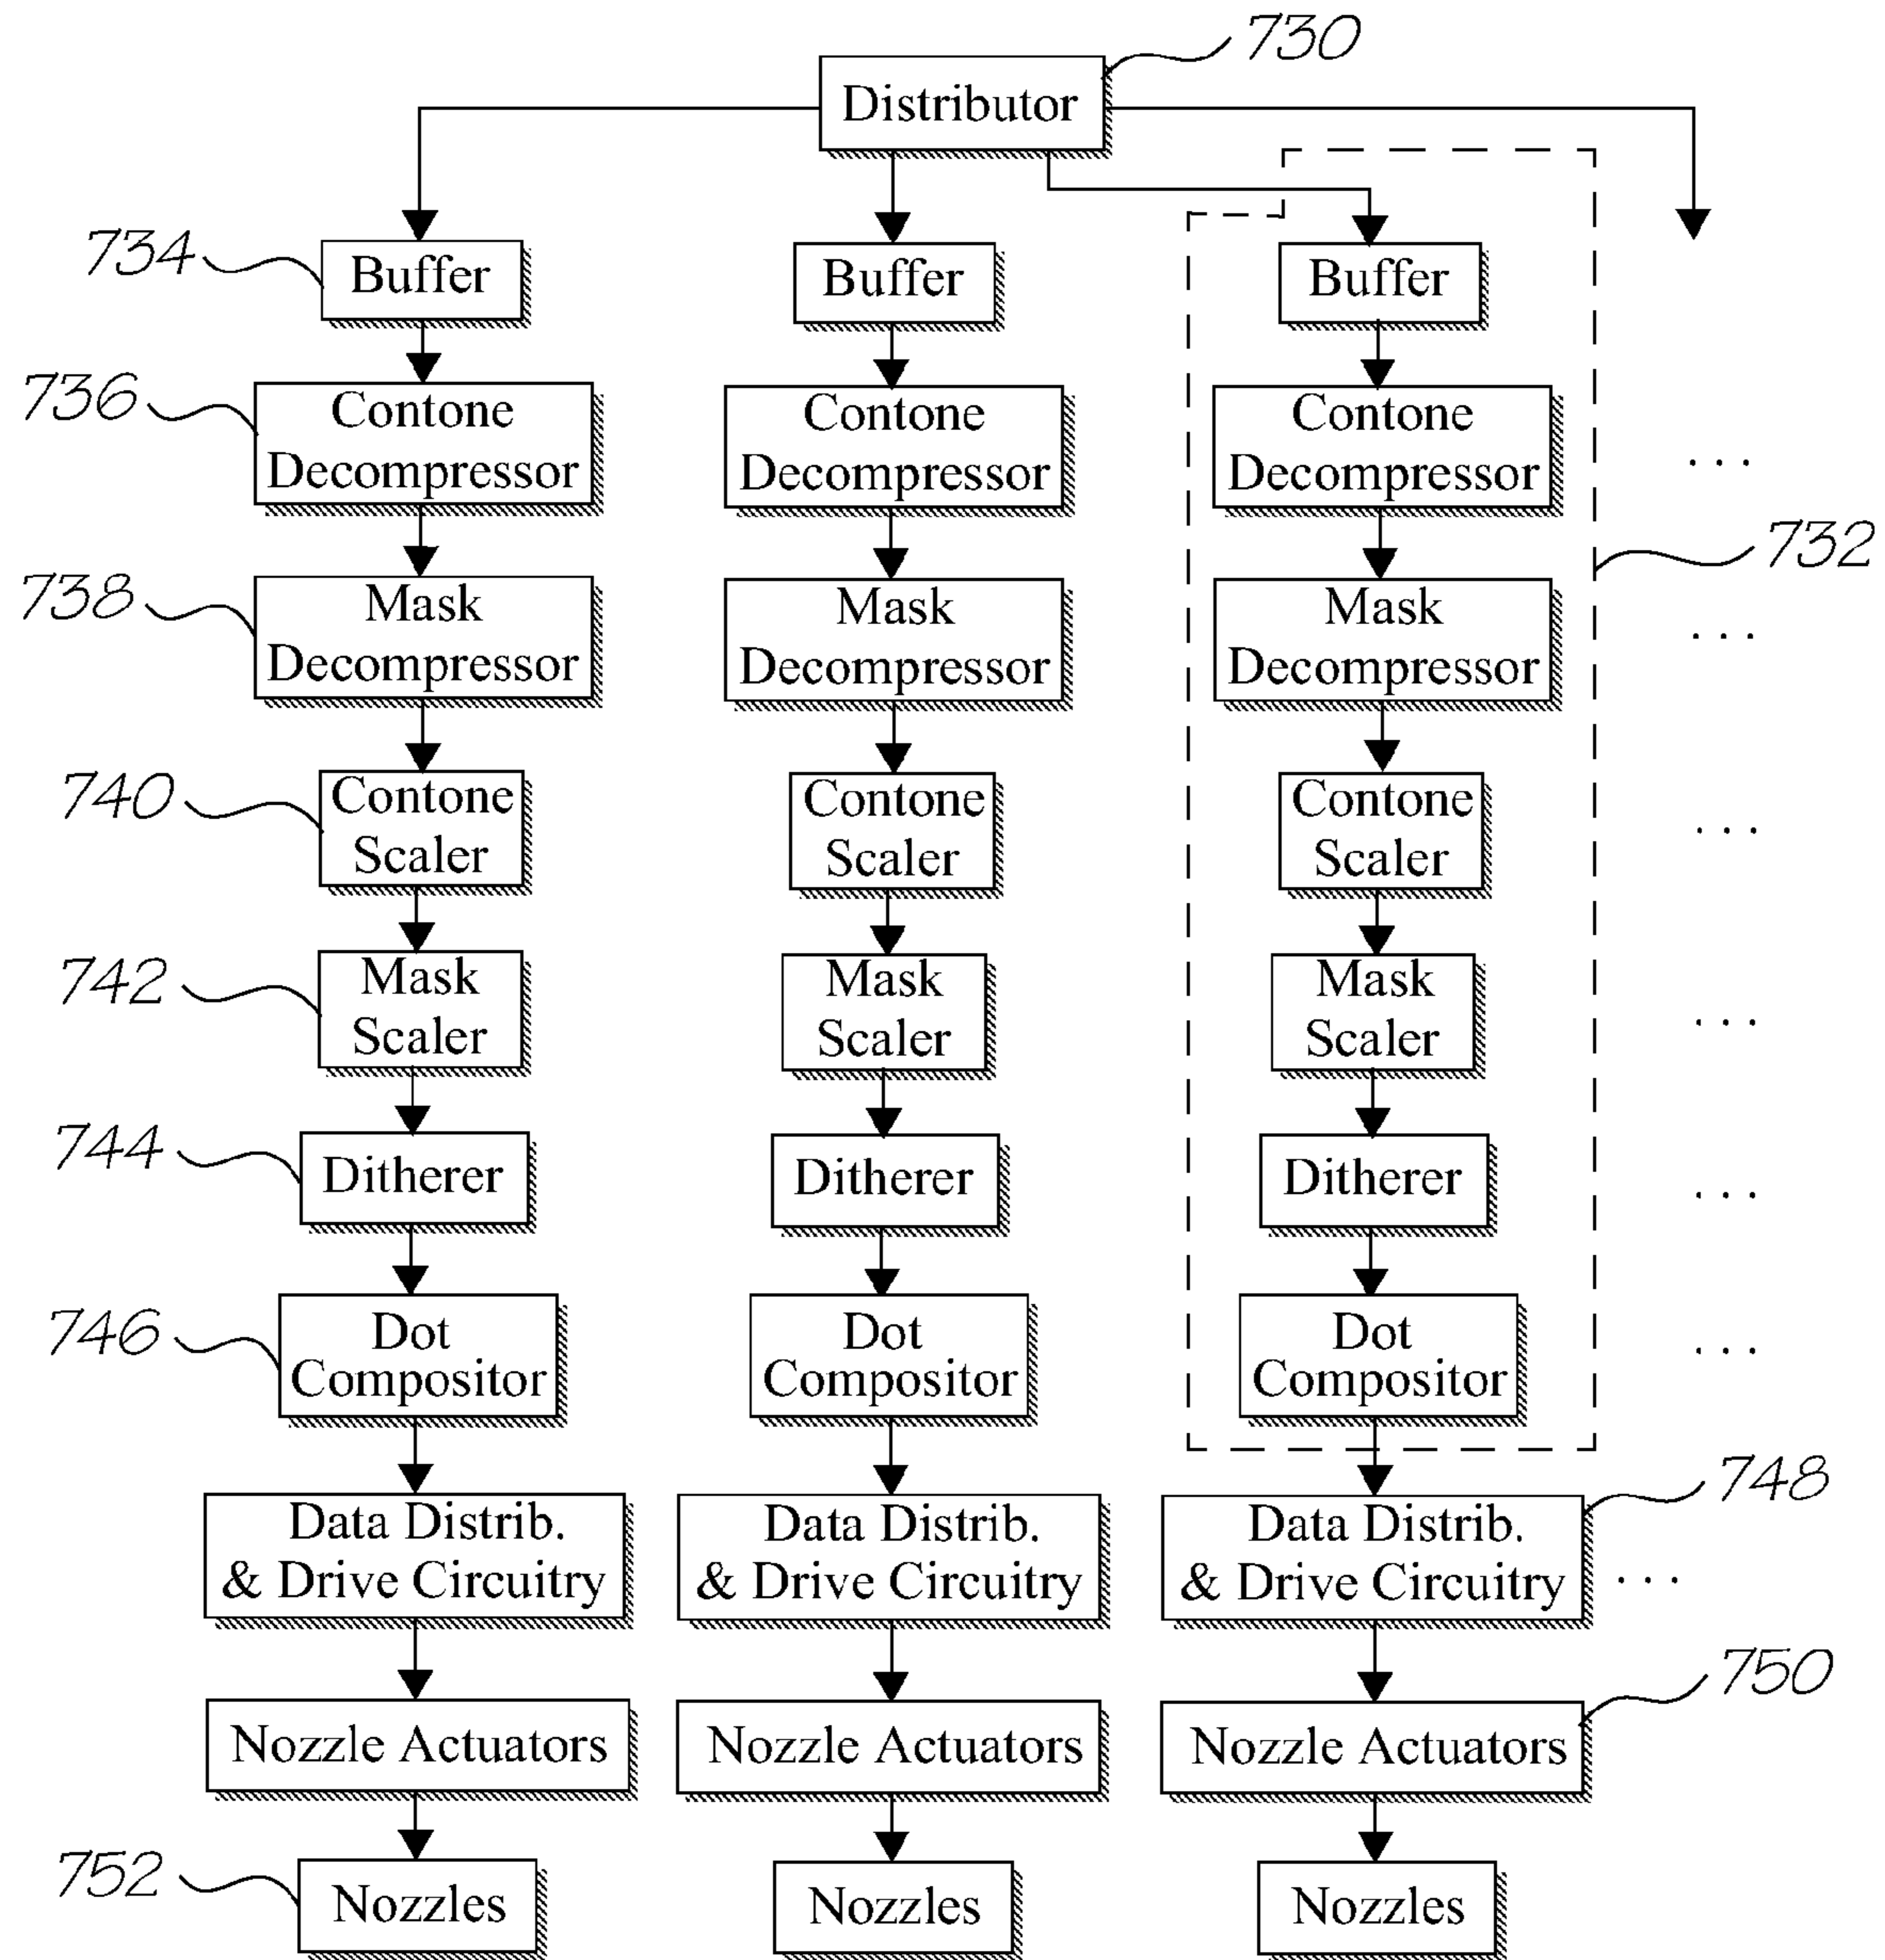 730
Distributor
734
Buffer
Buffer
Buffer
736
Contone
Decompressor
Contone
Decompressor
Contone
Decompressor
. . .
732
738
Mask
Decompressor
Mask
Decompressor
Mask
Decompressor
. . .
740
Contone
Scaler
Contone
Scaler
Contone
Scaler
. . .
742
Mask
Scaler
Mask
Scaler
Mask
Scaler
. . .
744
Ditherer
Ditherer
Ditherer
. . .
746
Dot
Compositor
Dot
Compositor
Dot
Compositor
. . .
748
Data Distrib.
& Drive Circuitry
Data Distrib.
& Drive Circuitry
Data Distrib.
& Drive Circuitry
. . .
750
Nozzle Actuators
Nozzle Actuators
Nozzle Actuators
752
Nozzles
Nozzles
Nozzles